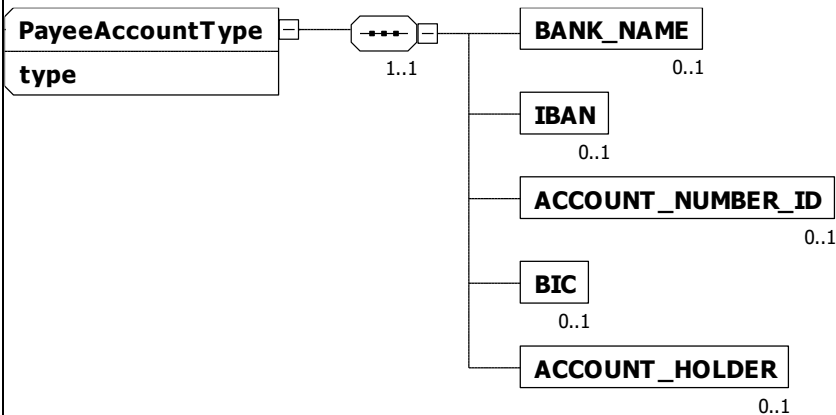 PayeeAccountType
type
1..1
BANK_NAME
0..1
IBAN
0..1
ACCOUNT_NUMBER_ID
0..1
BIC
0..1
ACCOUNT_HOLDER
0..1